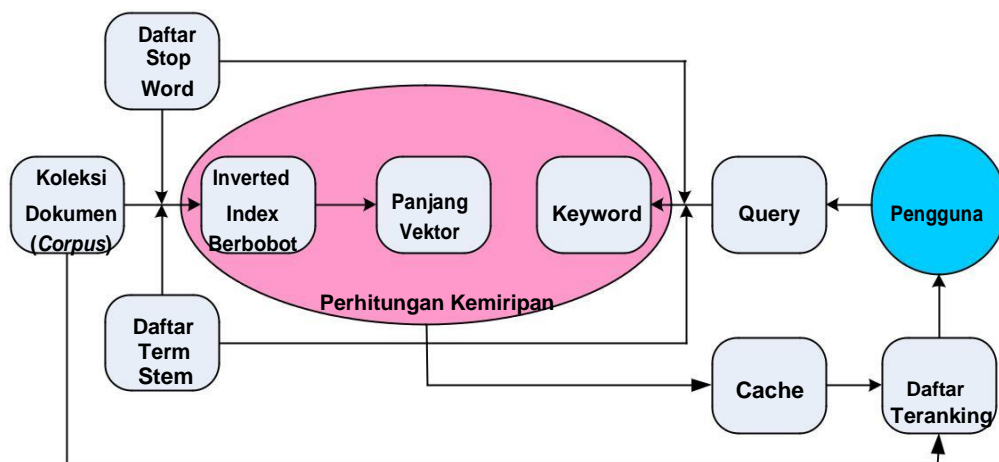 Daftar
Stop
Word
Koleksi
Dokumen
(Corpus)
Inverted
Index
Berbobot
Panjang
Vektor
Keyword
Query
Pengguna
Perhitungan Kemiripan
Daftar
Term
Stem
Cache
Daftar
Teranking